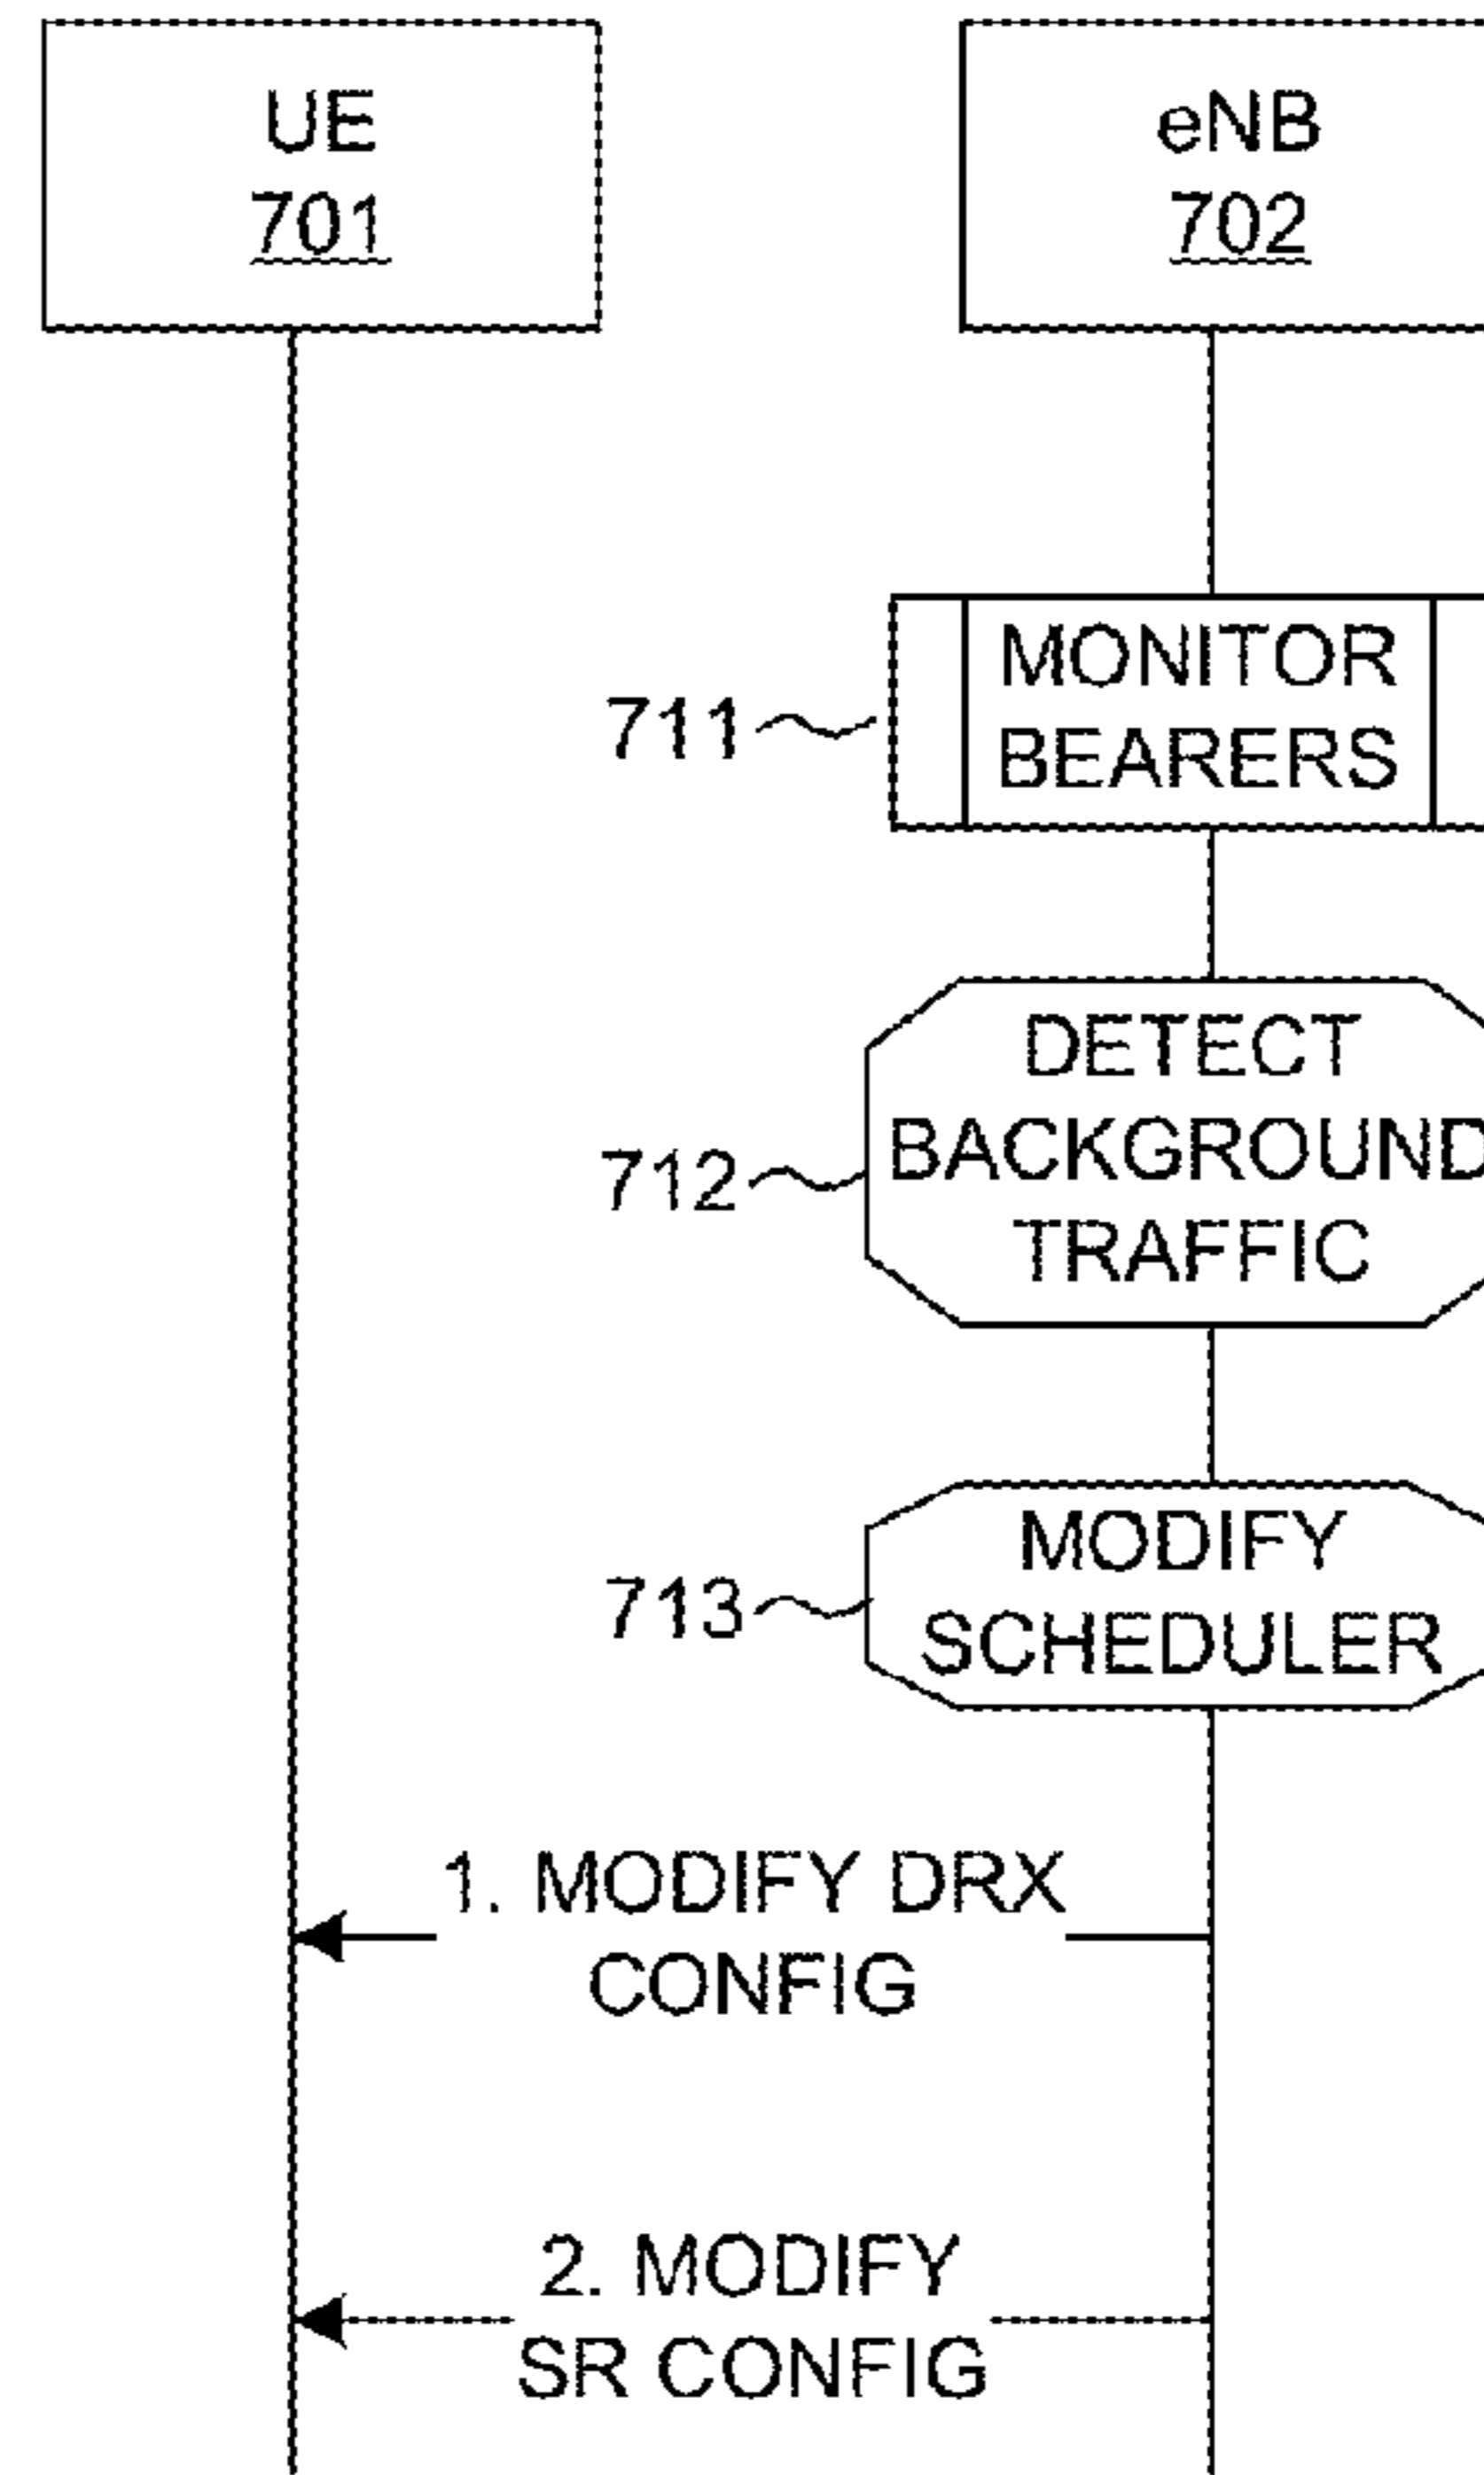 UE
701
eNB
702
711
MONITOR
BEARERS
712
DETECT
BACKGROUND
TRAFFIC
713
MODIFY
SCHEDULER
1. MODIFY DRX
CONFIG
2. MODIFY
SR CONFIG